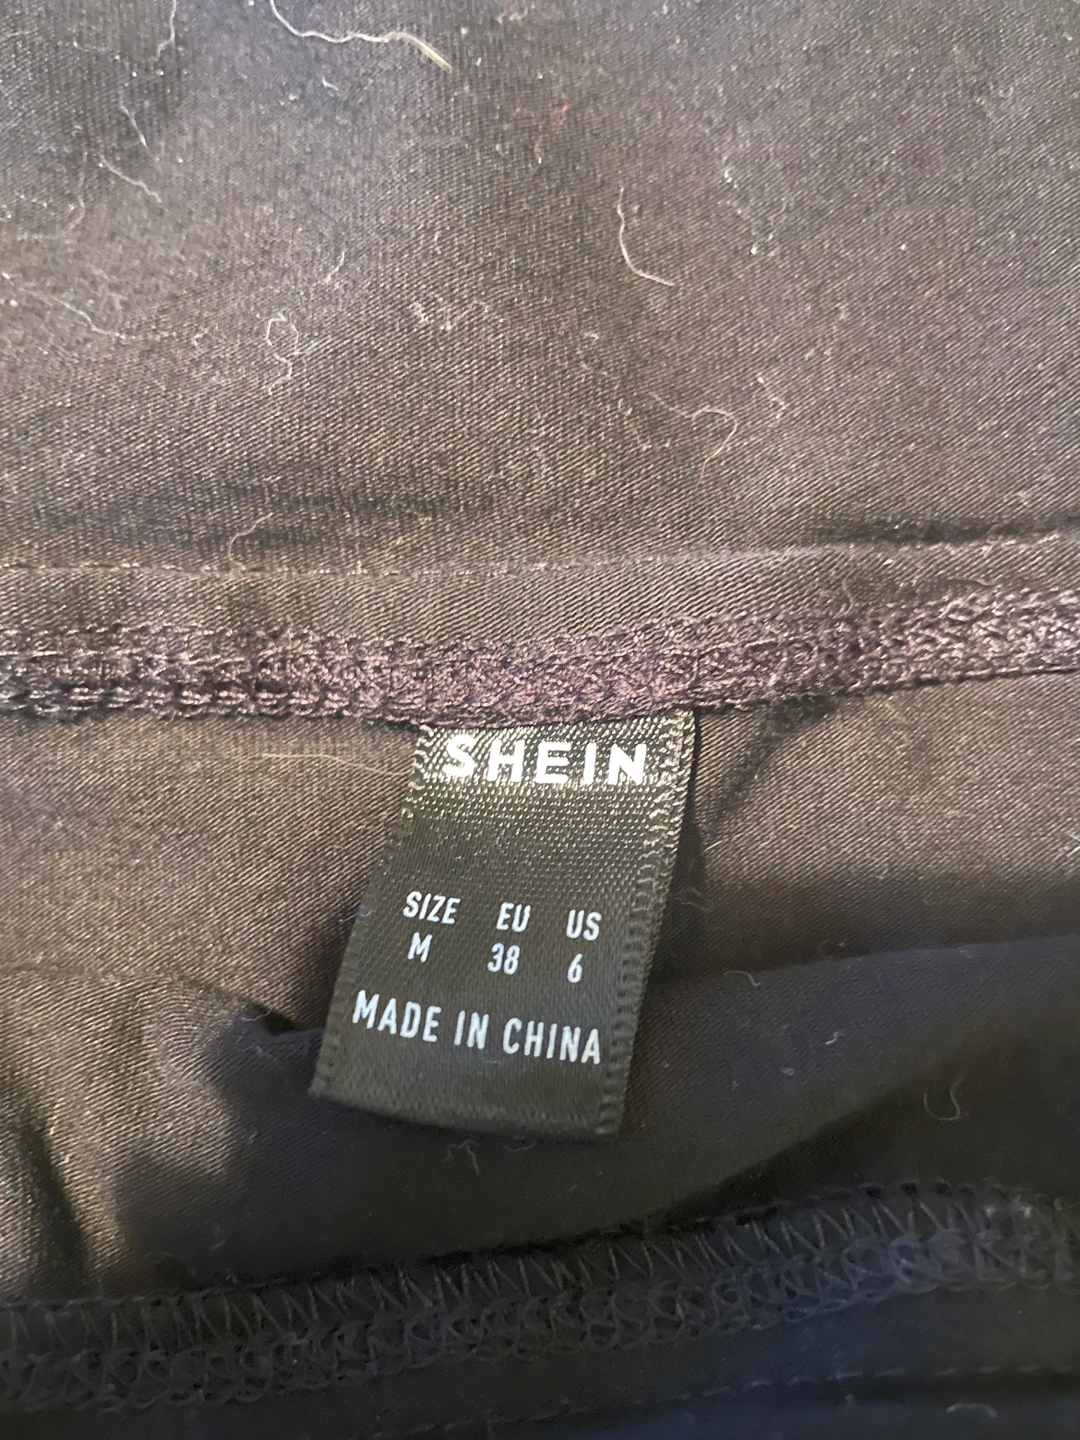 SHEIN
SIZE EU US
M 38 6
MADE IN CHINA